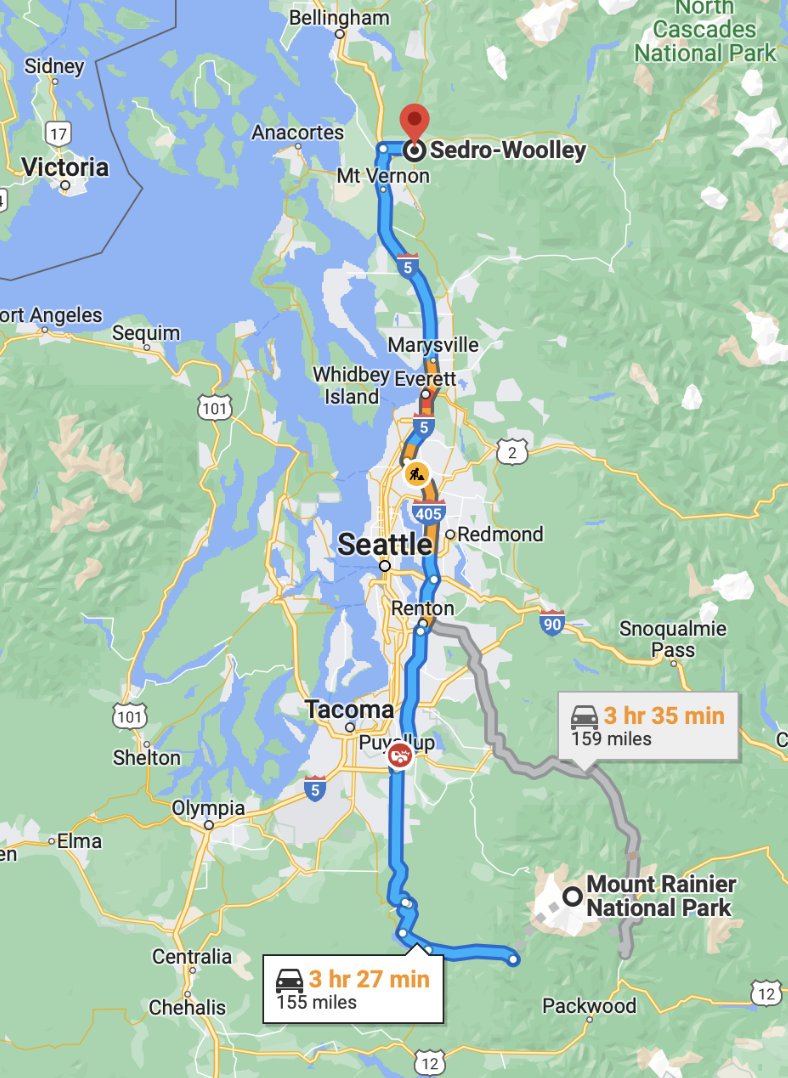 North
Cascades
National Park
Bellingham
Sidney
17
Anacortes
Victoria
Sedro-Woolley
Mt Vernon
5
ort Angeles
Sequim
Marysville
Whidbey
Island
Everett
101
5
2
405
Redmond
Seattle
Renton
90
Snoqualmie
Pass
Tacoma
3 hr 35 min
159 miles
101
Puyallup
Shelton
5
Olympia
Elma
en
C
Mount Rainier
National Park
Centralia
3 hr 27 min
155 miles
Chehalis
Packwood
12
12